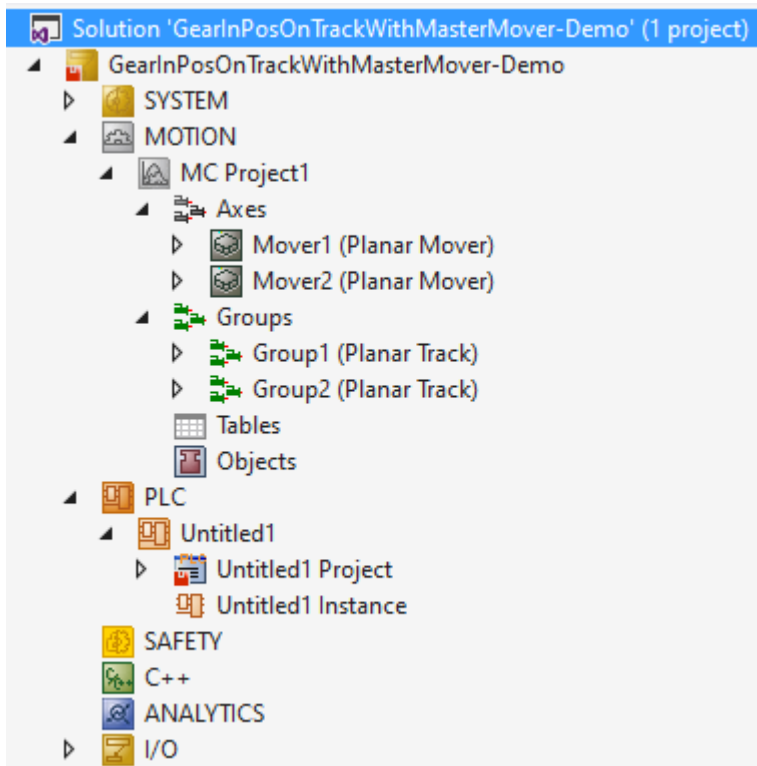 Solution 'GearInPosOnTrackWithMasterMover-Demo' (1 project)
GearInPosOnTrackWithMasterMover-Demo
SYSTEM
MOTION
MC Project1
Axes
Mover1 (Planar Mover)
Mover2 (Planar Mover)
Groups
Group1 (Planar Track)
Group2 (Planar Track)
Tables
Objects
PLC
Untitled1
Untitled1 Project
Untitled1 Instance
SAFETY
C++
ANALYTICS
I/O